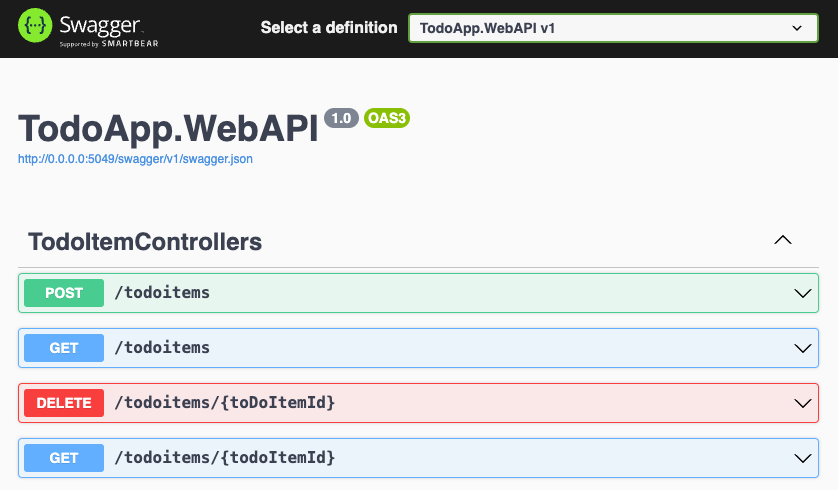 Swagger.
Supported by SMARTBEAR
Select a definition
TodoApp.WebAPI v1
TodoApp.WebAPI 1.0 OAS3
http://0.0.0.0:5049/swagger/v1/swagger.json
TodoItemControllers
POST /todoitems
GET /todoitems
DELETE /todoitems/{toDoItemId}
GET /todoitems/{todoItemId}